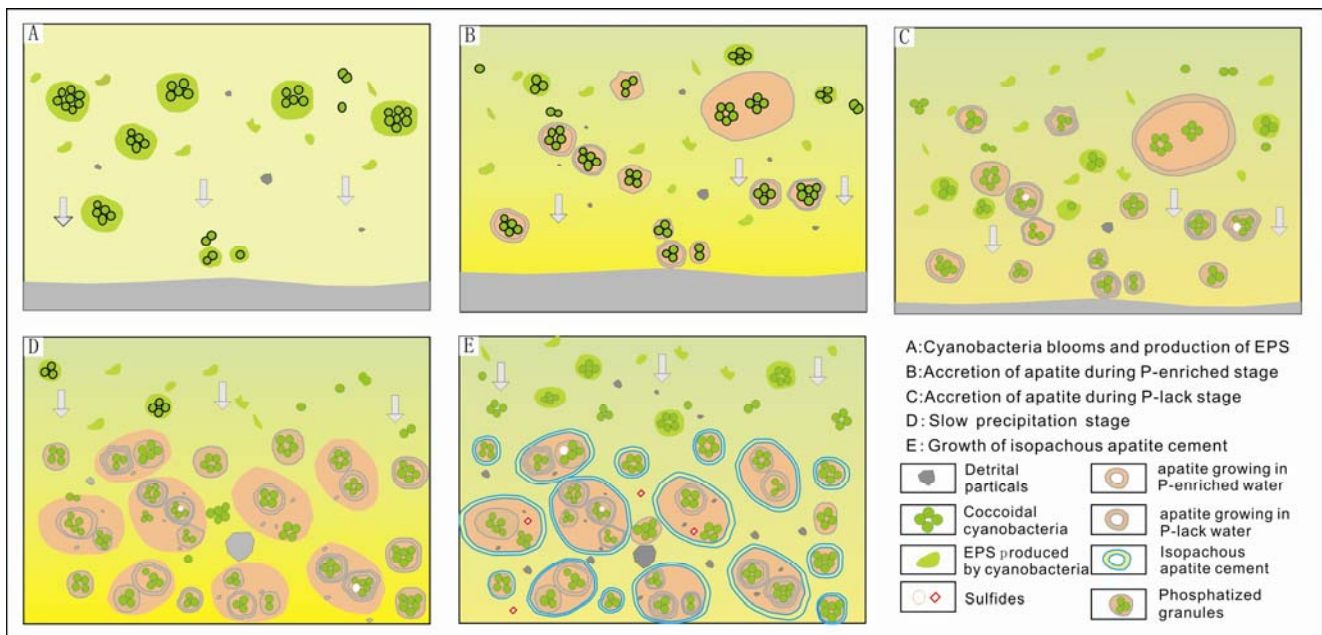 A
B
C
D
E
A:Cyanobacteria blooms and production of EPS
B:Accretion of apatite during P-enriched stage
C:Accretion of apatite during P-lack stage
D: Slow precipitation stage
E: Growth of isopachous apatite cement
Detrital
particals
apatite growing in
P-enriched water
Coccoidal
cyanobacteria
apatite growing in
P-lack water
EPS produced
by cyanobacteria
Isopachous
apatite cement
Sulfides
Phosphatized
granules